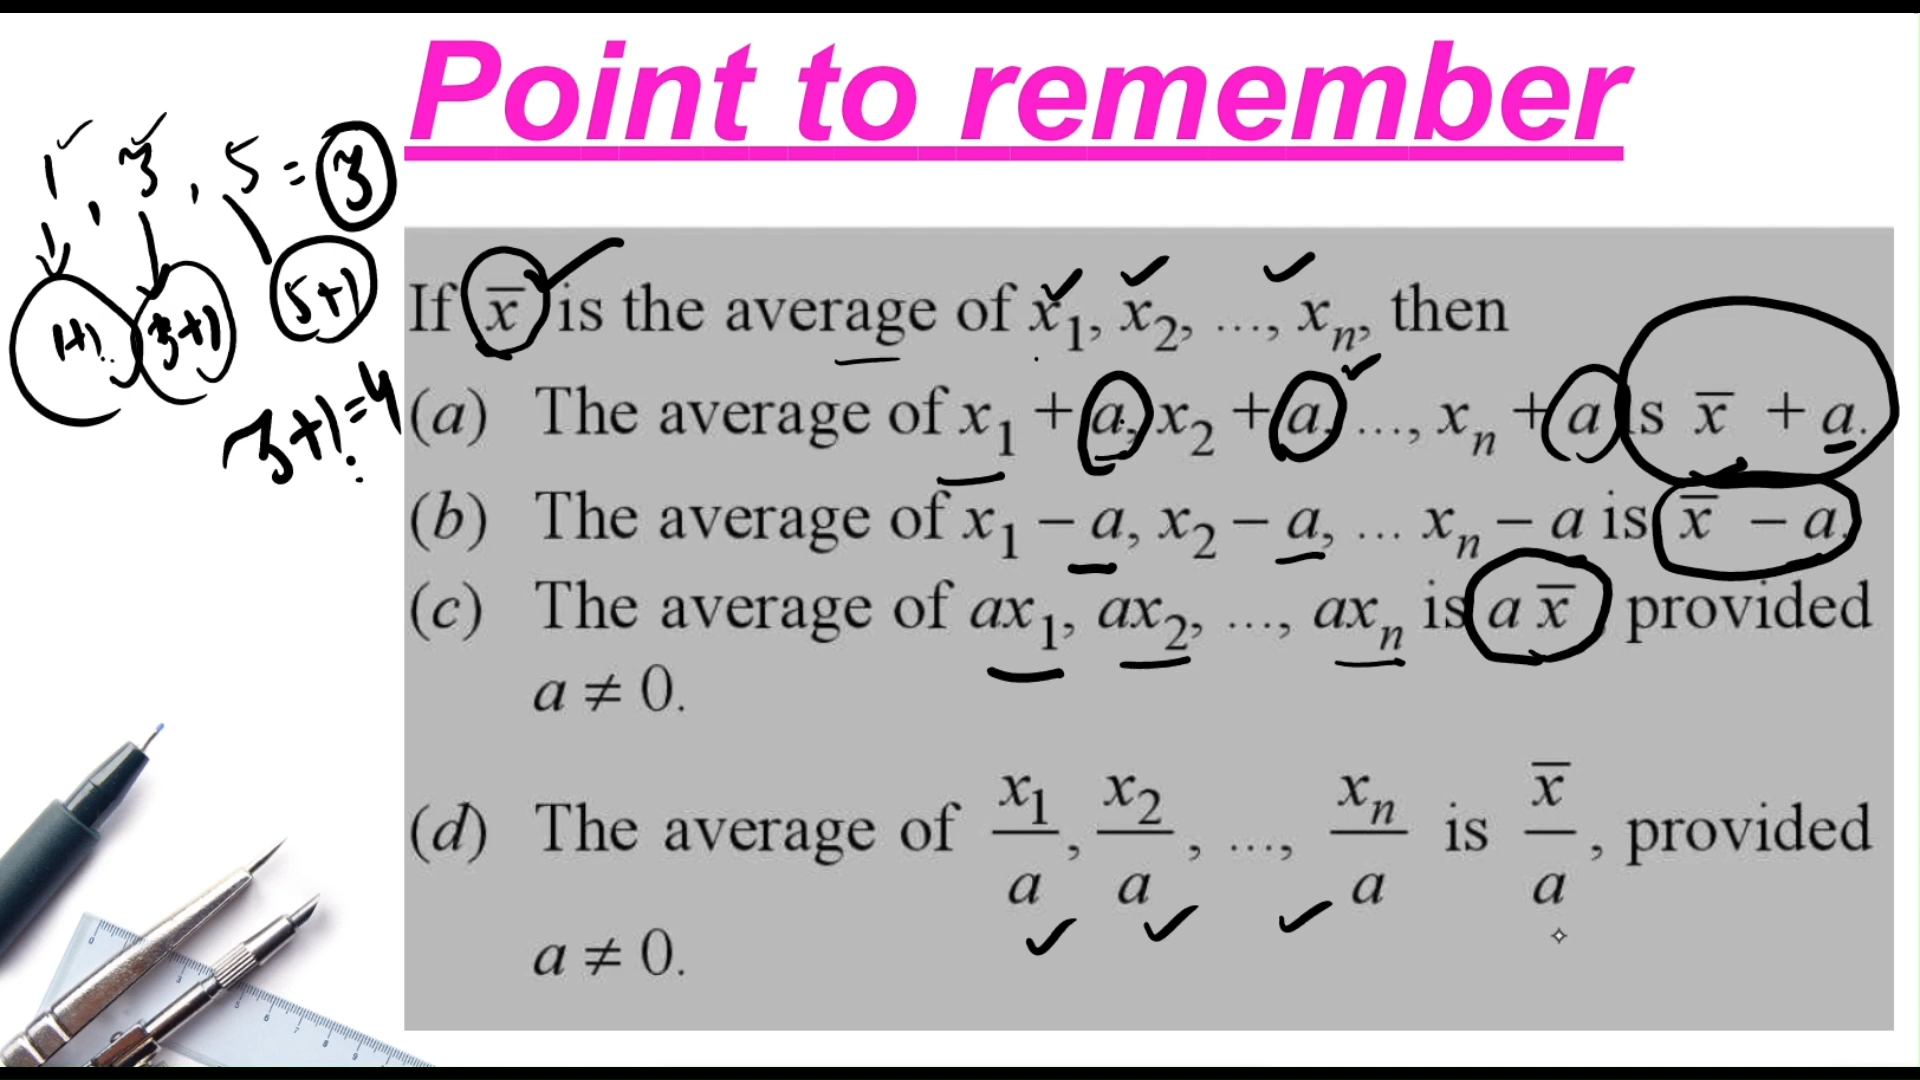 Point to remember
1, 3, 5 = 3
1+1 3+1 5+1
3+1=4
If x̅ is the average of x₁, x₂, ..., xₙ, then
(a) The average of x₁ + a, x₂ + a, ..., xₙ + a is x̅ + a.
(b) The average of x₁ – a, x₂ – a, ... xₙ – a is x̅ – a.
(c) The average of ax₁, ax₂, ..., axₙ is a x̅ provided
a ≠ 0.
(d) The average of x₁/a, x₂/a, ..., xₙ/a is x̅/a, provided
a ≠ 0.